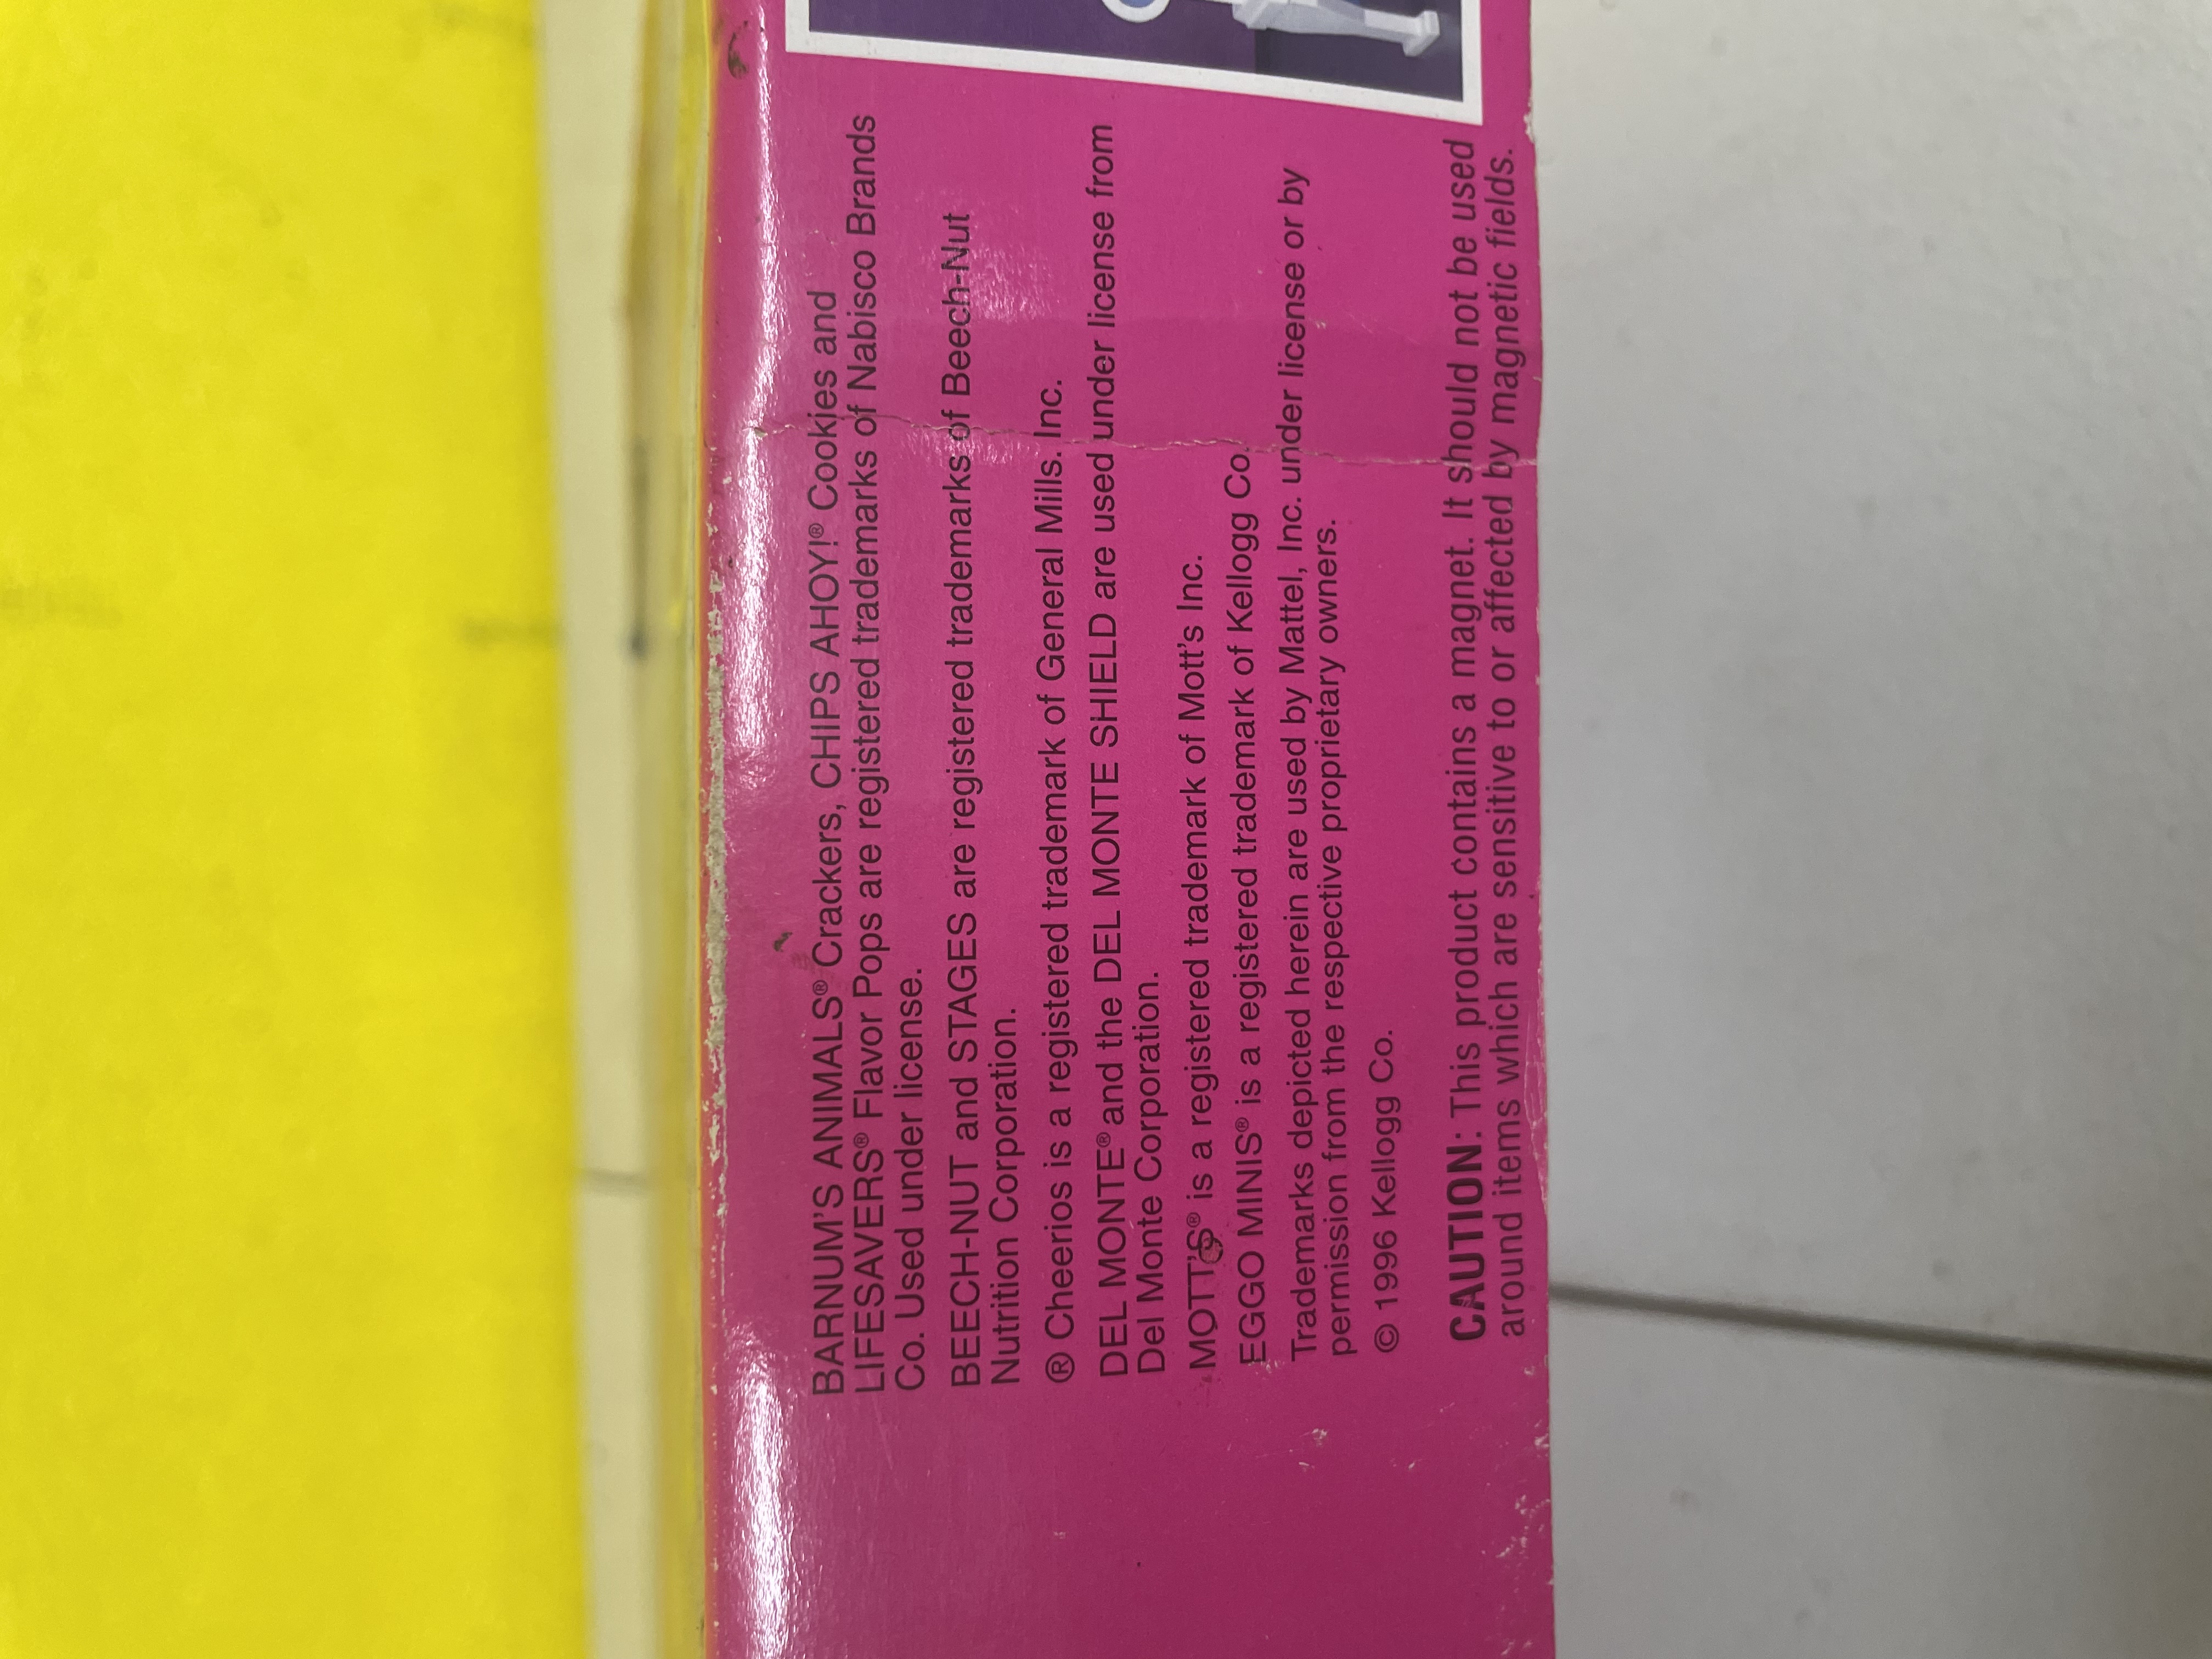 BARNUM'S ANIMALS® Crackers, CHIPS AHOY!® Cookies and
LIFESAVERS® Flavor Pops are registered trademarks of Nabisco Brands
Co. Used under license.
BEECH-NUT and STAGES are registered trademarks of Beech-Nut
Nutrition Corporation.
® Cheerios is a registered trademark of General Mills. Inc.
DEL MONTE® and the DEL MONTE SHIELD are used under license from
Del Monte Corporation.
MOTT'S® is a registered trademark of Mott's Inc.
EGGO MINIS® is a registered trademark of Kellogg Co.
Trademarks depicted herein are used by Mattel, Inc. under license or by
permission from the respective proprietary owners.
© 1996 Kellogg Co.
CAUTION: This product contains a magnet. It should not be used
around items which are sensitive to or affected by magnetic fields.